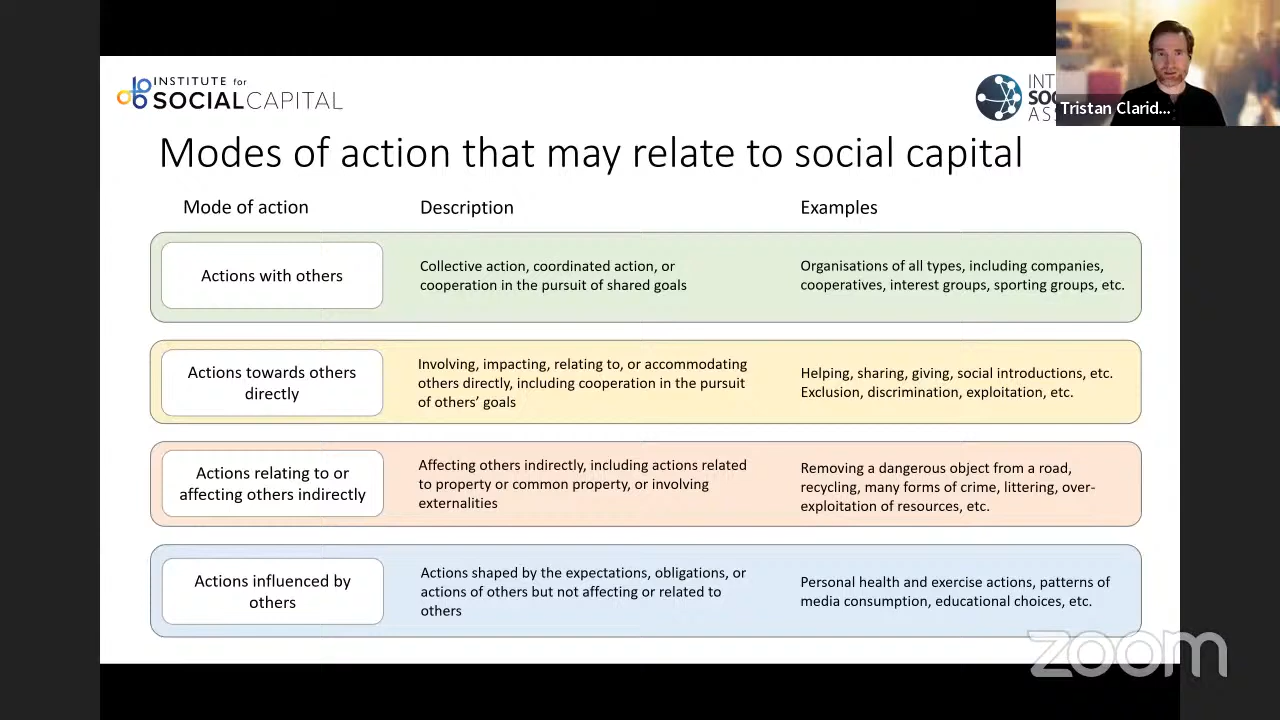 INSTITUTE for
SOCIALCAPITAL
INT
SO
ASS
Tristan Clarid...
Modes of action that may relate to social capital
Mode of action
Description
Examples
Actions with others
Collective action, coordinated action, or
cooperation in the pursuit of shared goals
Organisations of all types, including companies,
cooperatives, interest groups, sporting groups, etc.
Actions towards others
directly
Involving, impacting, relating to, or accommodating
others directly, including cooperation in the pursuit
of others’ goals
Helping, sharing, giving, social introductions, etc.
Exclusion, discrimination, exploitation, etc.
Actions relating to or
affecting others indirectly
Affecting others indirectly, including actions related
to property or common property, or involving
externalities
Removing a dangerous object from a road,
recycling, many forms of crime, littering, over-
exploitation of resources, etc.
Actions influenced by
others
Actions shaped by the expectations, obligations, or
actions of others but not affecting or related to
others
Personal health and exercise actions, patterns of
media consumption, educational choices, etc.
zoom